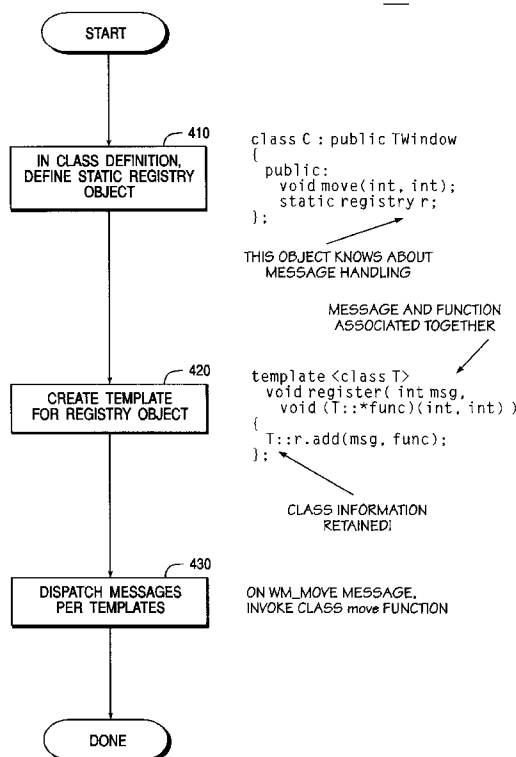 START
410
IN CLASS DEFINITION,
DEFINE STATIC REGISTRY
OBJECT
class C : public TWindow
{
public:
void move(int, int);
static registry r;
};
THIS OBJECT KNOWS ABOUT
MESSAGE HANDLING
MESSAGE AND FUNCTION
ASSOCIATED TOGETHER
420
CREATE TEMPLATE
FOR REGISTRY OBJECT
template <class T>
void register( int msg,
void (T::*func)(int, int) )
{
T::r.add(msg, func);
};
CLASS INFORMATION
RETAINED!
430
DISPATCH MESSAGES
PER TEMPLATES
ON WM_MOVE MESSAGE,
INVOKE CLASS move FUNCTION
DONE